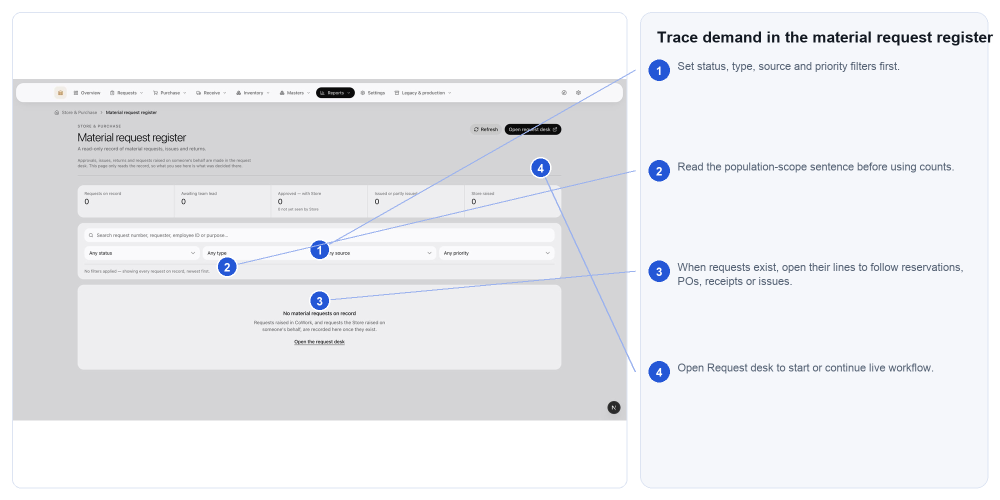 Overview
Requests
Purchase
Receive
Inventory
Masters
Reports
Settings
Legacy & production
Store & Purchase
Material request register
STORE & PURCHASE
Material request register
A read-only record of material requests, issues and returns.
Approvals, issues, returns and requests raised on someone's behalf are made in the request
desk. This page only reads the record, so what you see here is what was decided there.
Refresh
Open request desk
4
Requests on record
0
Awaiting team lead
0
Approved — with Store
0
0 not yet seen by Store
Issued or partly issued
0
Store raised
0
Search request number, requester, employee ID or purpose...
Any status
Any type
1
ny source
Any priority
2
No filters applied — showing every request on record, newest first.
3
No material requests on record
Requests raised in CoWork, and requests the Store raised on
someone's behalf, are recorded here once they exist.
Open the request desk
N
Trace demand in the material request register
1
Set status, type, source and priority filters first.
2
Read the population-scope sentence before using counts.
3
When requests exist, open their lines to follow reservations,
POs, receipts or issues.
4
Open Request desk to start or continue live workflow.